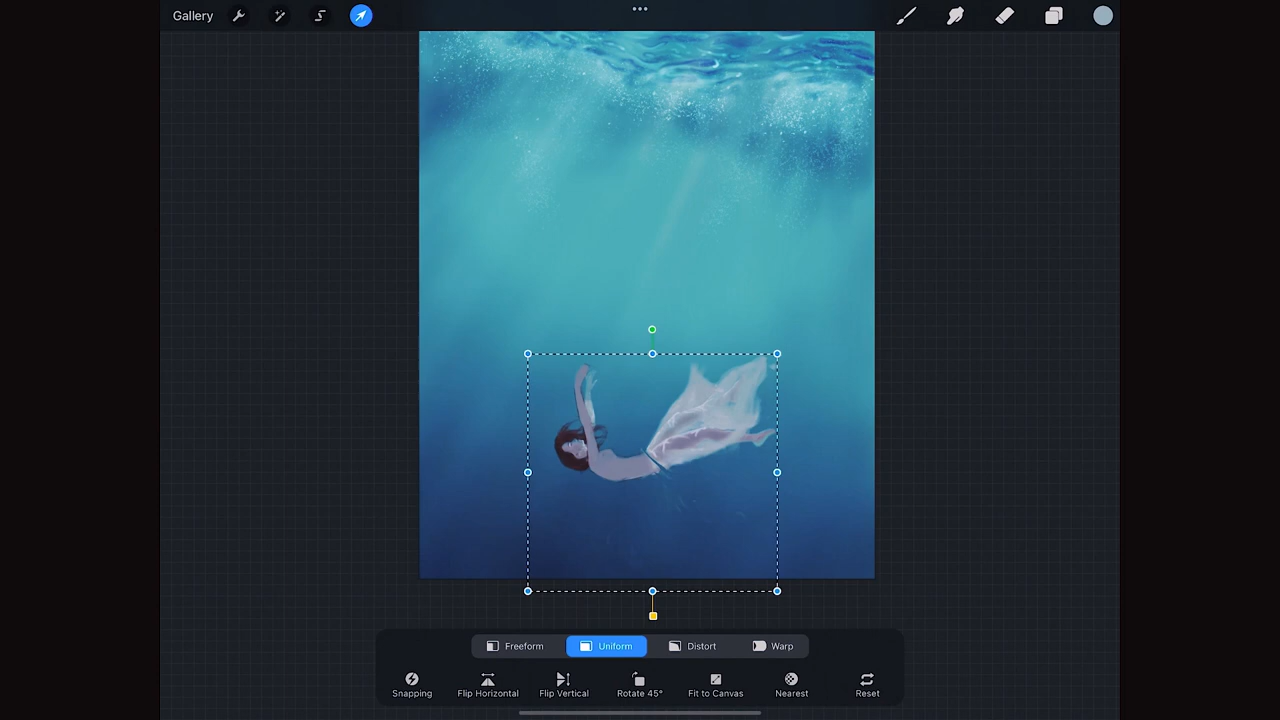 Gallery
Freeform Uniform Distort Warp
Snapping Flip Horizontal Flip Vertical Rotate 45° Fit to Canvas Nearest Reset